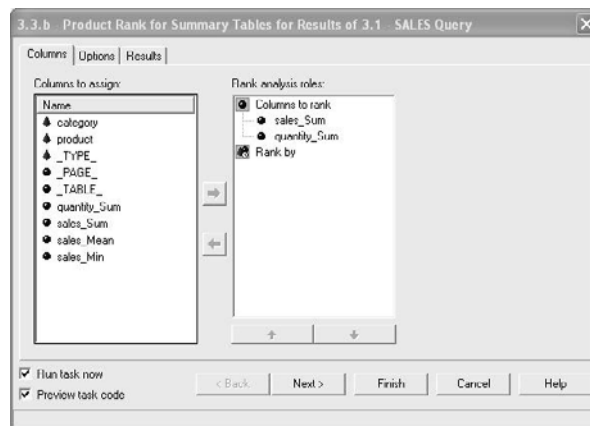 3.3.b - Product Rank for Summary Tables for Results of 3.1 - SALES Query
Columns
Options
Results
Columns to assign:
Name
category
product
_TYPE_
_PAGE_
_TABLE_
quantity_Sum
sales_Sum
sales_Mean
sales_Min
Rank analysis roles:
Columns to rank
sales_Sum
quantity_Sum
Rank by
Run task now
Preview task code
< Back
Next >
Finish
Cancel
Help